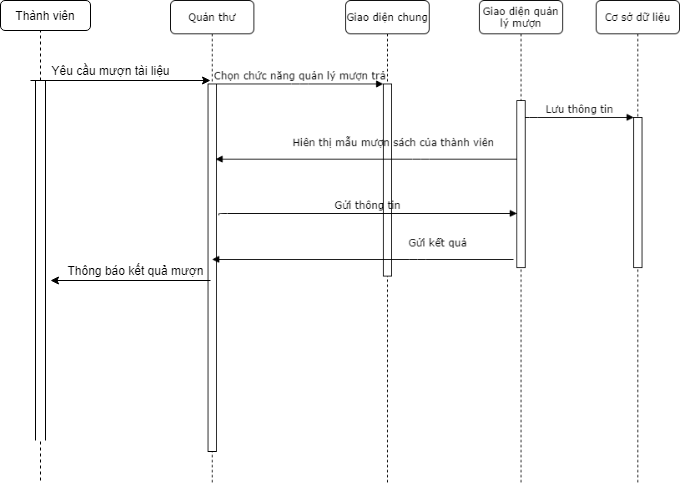 Thành viên
Quản thư
Giao diện chung
Giao diện quản
lý mượn
Cơ sở dữ liệu
Yêu cầu mượn tài liệu
Chọn chức năng quản lý mượn trả
Lưu thông tin
Hiên thị mẫu mượn sách của thành viên
Gửi thông tin
Gửi kết quả
Thông báo kết quả mượn